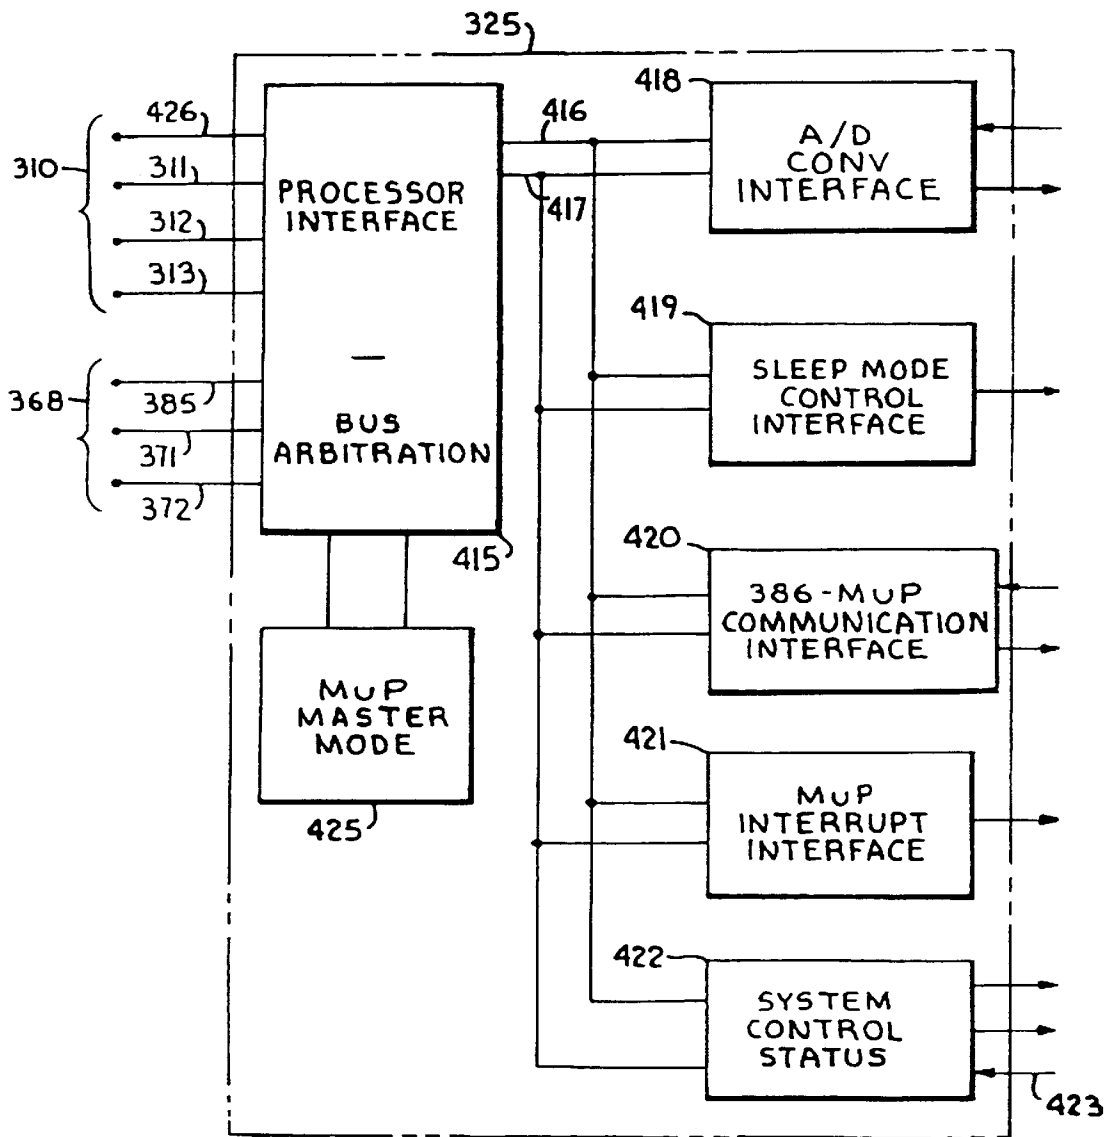 325
310
426
311
312
313
368
385
371
372
PROCESSOR
INTERFACE
—
BUS
ARBITRATION
415
MUP
MASTER
MODE
425
416
417
418
A/D
CONV
INTERFACE
419
SLEEP MODE
CONTROL
INTERFACE
420
386-MUP
COMMUNICATION
INTERFACE
421
MUP
INTERRUPT
INTERFACE
422
SYSTEM
CONTROL
STATUS
423